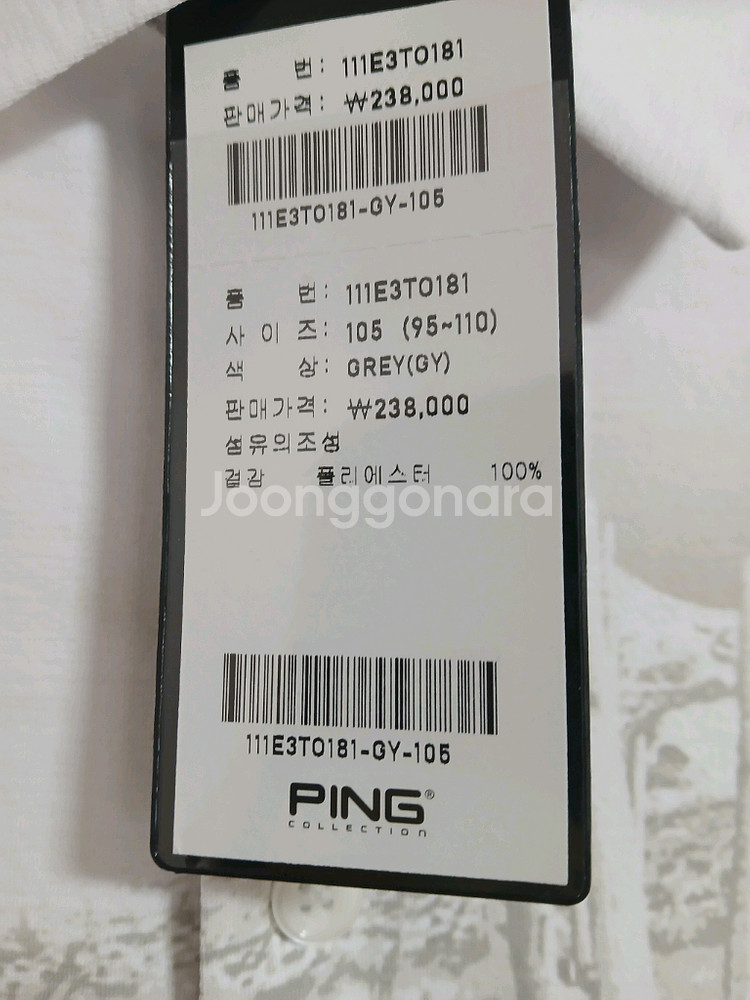 품 번: 111E3TO181
판매가격: ₩238,000
111E3TO181-GY-105
품 번: 111E3TO181
사 이 즈: 105 (95~110)
색 상: GREY(GY)
판매가격: ₩238,000
섬유의조성
겉감 폴리에스터 100%
Joonggonara
111E3TO181-GY-105
PING®
COLLECTION